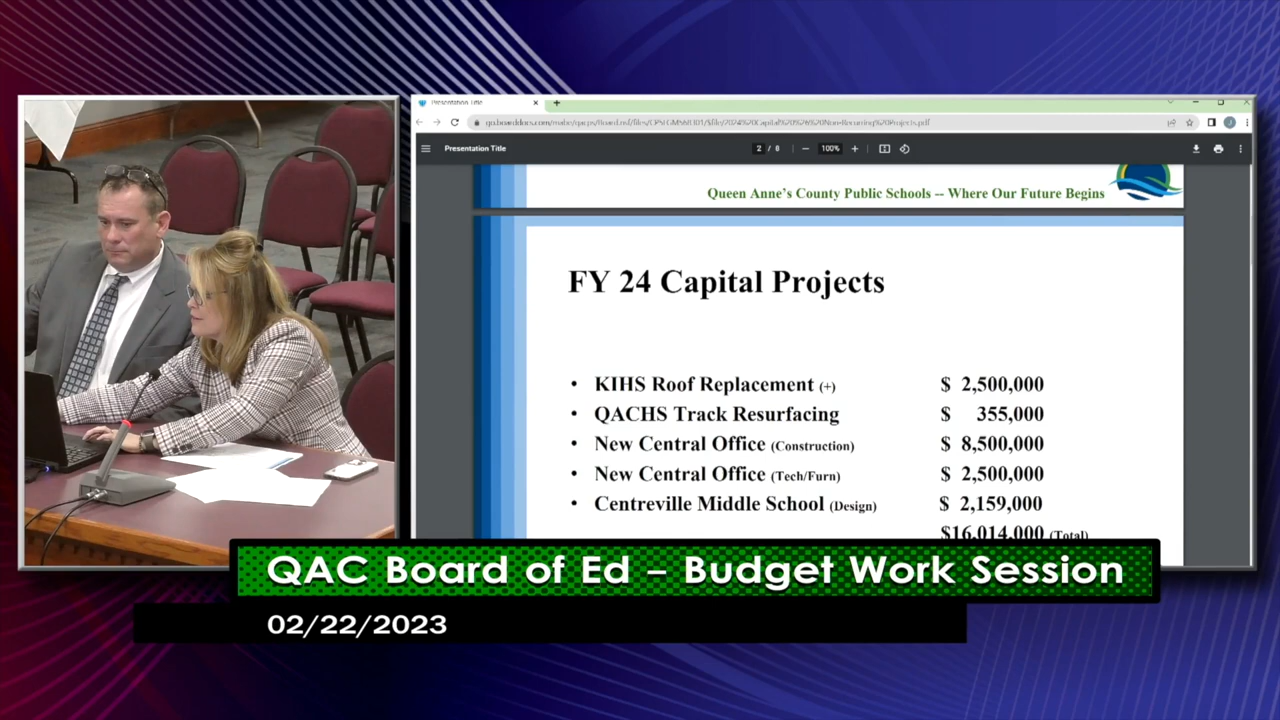 Presentation Title
Presentation Title
2 / 8
100%
Queen Anne's County Public Schools -- Where Our Future Begins
FY 24 Capital Projects
• KIHS Roof Replacement (+) $ 2,500,000
• QACHS Track Resurfacing $ 355,000
• New Central Office (Construction) $ 8,500,000
• New Central Office (Tech/Furn) $ 2,500,000
• Centreville Middle School (Design) $ 2,159,000
$16,014,000 (Total)
QAC Board of Ed – Budget Work Session
02/22/2023